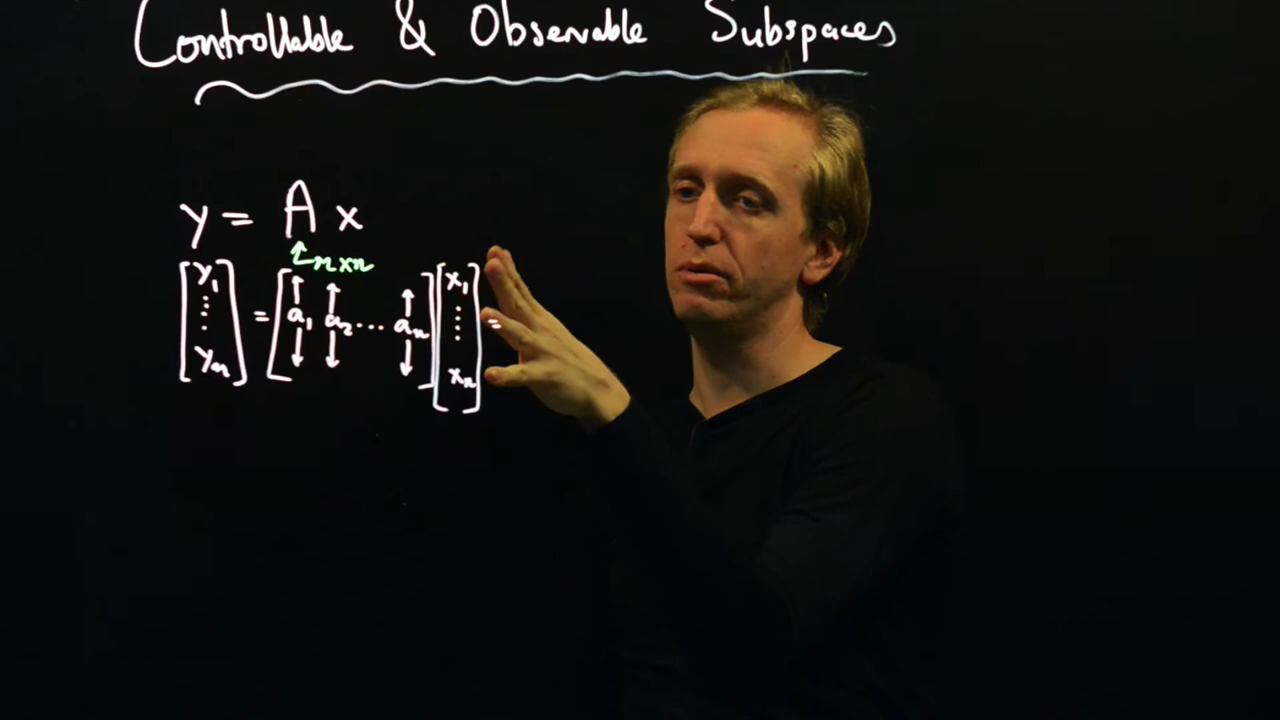 Controllable & Observable Subspaces
y = A x
n x n
[y₁ ⋮ yₙ] = [a₁ a₂ ⋯ aₙ] [x₁ ⋮ xₙ] =